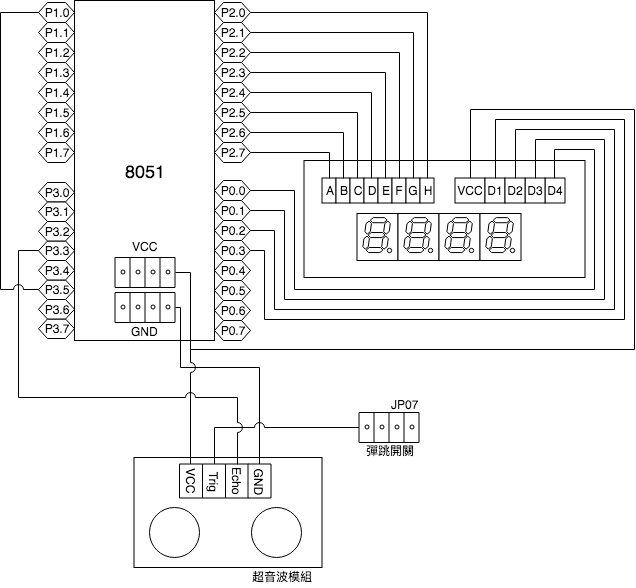 P1.0
P1.1
P1.2
P1.3
P1.4
P1.5
P1.6
P1.7
P3.0
P3.1
P3.2
P3.3
P3.4
P3.5
P3.6
P3.7
8051
VCC
GND
P2.0
P2.1
P2.2
P2.3
P2.4
P2.5
P2.6
P2.7
P0.0
P0.1
P0.2
P0.3
P0.4
P0.5
P0.6
P0.7
A B C D E F G H
VCC D1 D2 D3 D4
8. 8. 8. 8.
JP07
彈跳開關
VCC
Trig
Echo
GND
超音波模組